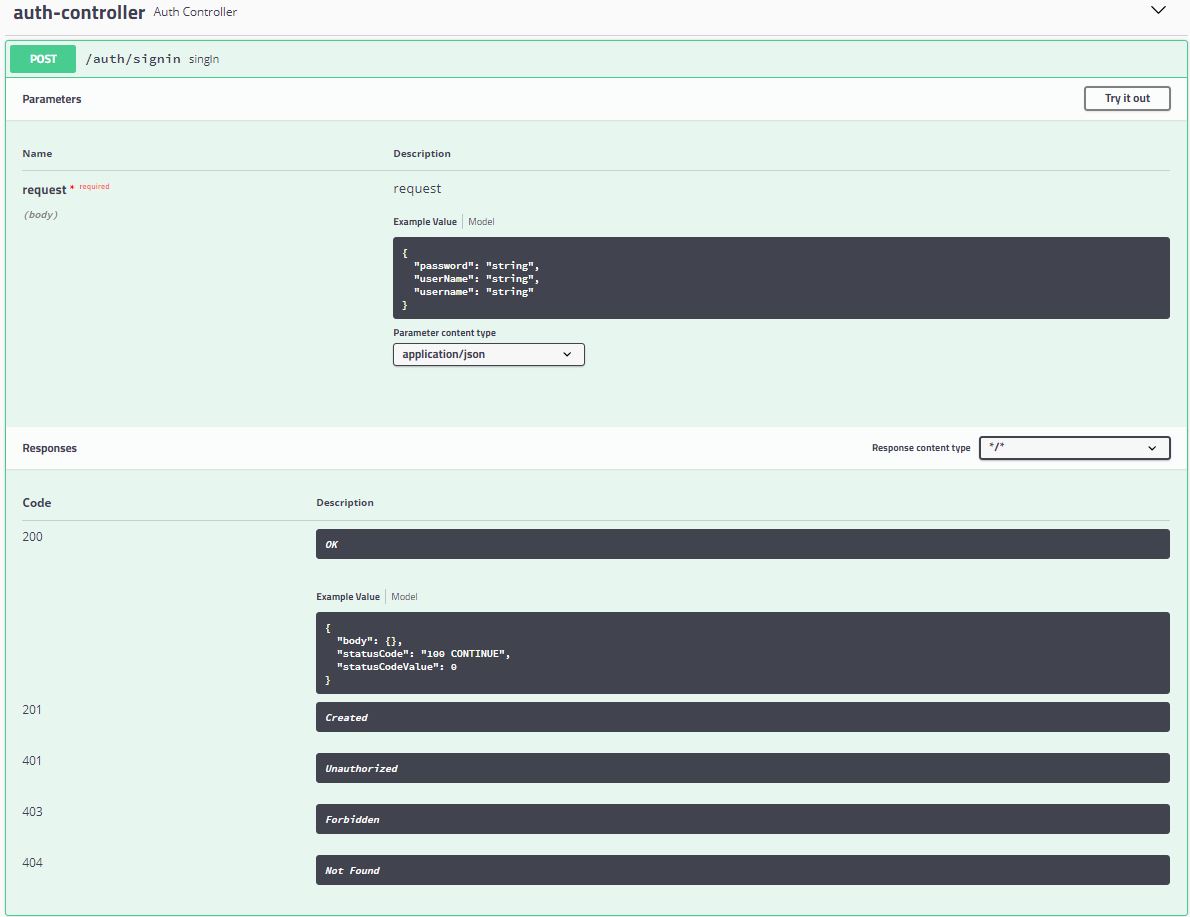 auth-controller Auth Controller
POST /auth/signin singIn
Parameters Try it out
Name Description
request * required request
(body)
Example Value Model
{
"password": "string",
"userName": "string",
"username": "string"
}
Parameter content type
application/json
Responses Response content type */*
Code Description
200 OK
Example Value Model
{
"body": {},
"statusCode": "100 CONTINUE",
"statusCodeValue": 0
}
201 Created
401 Unauthorized
403 Forbidden
404 Not Found